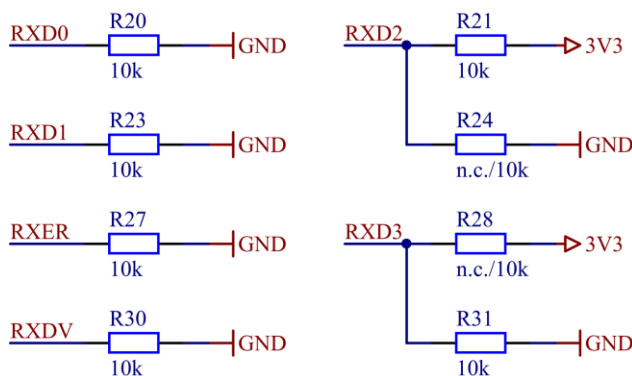 R20
RXD0
GND
10k
R21
RXD2
3V3
10k
R23
RXD1
GND
10k
R24
GND
n.c./10k
R27
RXER
GND
10k
R28
RXD3
3V3
n.c./10k
R30
RXDV
GND
10k
R31
GND
10k